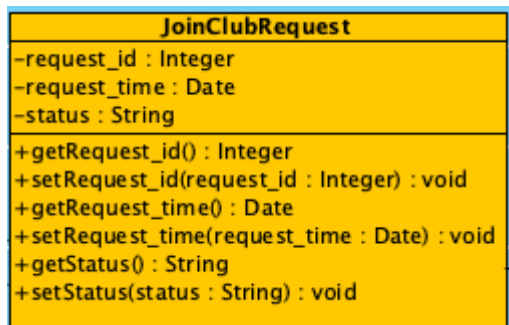 JoinClubRequest
-request_id : Integer
-request_time : Date
-status : String
+getRequest_id() : Integer
+setRequest_id(request_id : Integer) : void
+getRequest_time() : Date
+setRequest_time(request_time : Date) : void
+getStatus() : String
+setStatus(status : String) : void